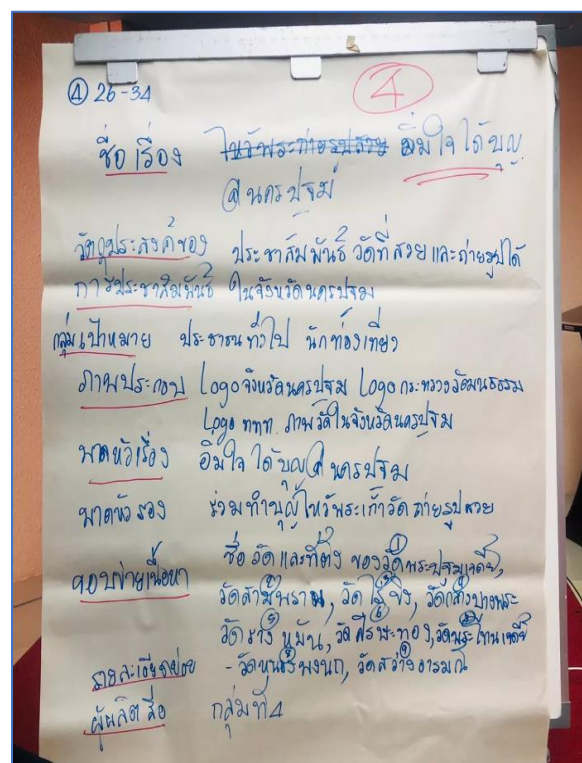 ④ 26-34
④
ชื่อเรื่อง ไหว้พระถ่ายรูปสวย อิ่มใจได้บุญ
@นครปฐม
วัตถุประสงค์ของ ประชาสัมพันธ์วัดที่สวยและถ่ายรูปได้
การประชาสัมพันธ์ ในจังหวัดนครปฐม
กลุ่มเป้าหมาย ประชาชนทั่วไป นักท่องเที่ยว
ภาพประกอบ Logoจังหวัดนครปฐม Logoกระทรวงวัฒนธรรม
Logo ททท. ภาพวัดในจังหวัดนครปฐม
พาดหัวเรื่อง อิ่มใจ ได้บุญ@นครปฐม
พาดหัวรอง ร่วมทำบุญไหว้พระเก้าวัด ถ่ายรูปสวย
ขอบข่ายเนื้อหา ชื่อวัดและที่ตั้ง ของวัดพระปฐมเจดีย์,
วัดสามพราน, วัดไร่ขิง, วัดกลางบางพระ
วัด หมัน, วัดศีรษะทอง, วัดพระ เจดีย์
รายละเอียดย่อย - วัด, วัดสว่างอารมณ์
ผู้ผลิตสื่อ กลุ่มที่4